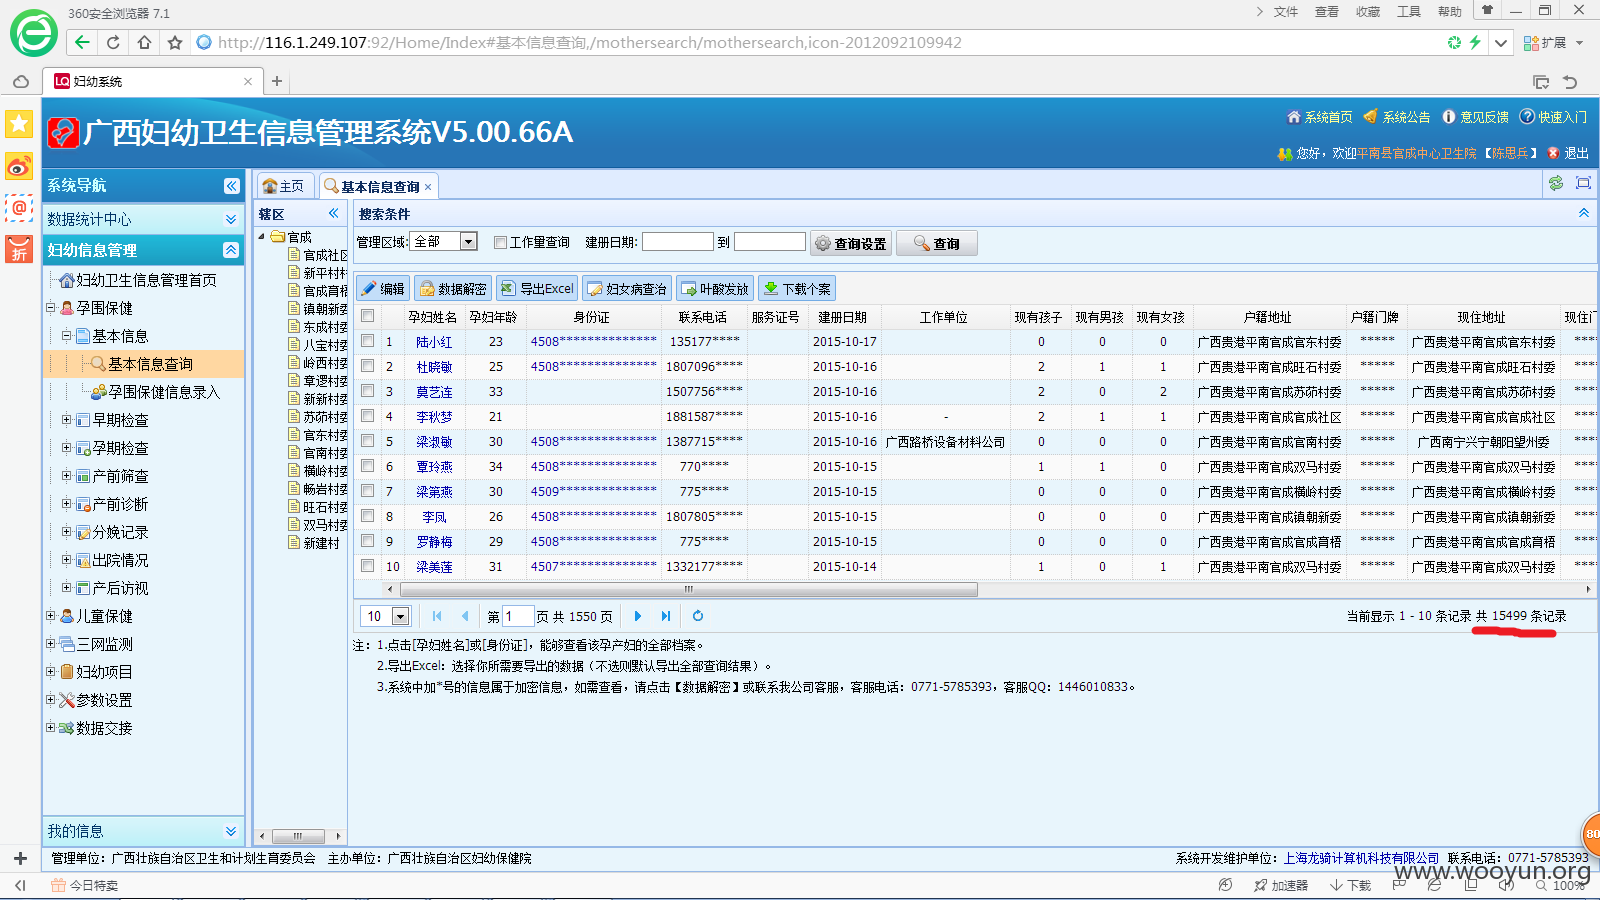 360安全浏览器 7.1
文件 查看 收藏 工具 帮助
http://116.1.249.107:92/Home/Index#基本信息查询,/mothersearch/mothersearch,icon-2012092109942
扩展
LQ 妇幼系统
广西妇幼卫生信息管理系统V5.00.66A
系统首页 系统公告 意见反馈 快速入门
您好，欢迎平南县官成中心卫生院 【陈思兵】 退出
系统导航
数据统计中心
妇幼信息管理
妇幼卫生信息管理首页
孕围保健
基本信息
基本信息查询
孕围保健信息录入
早期检查
孕期检查
产前筛查
产前诊断
分娩记录
出院情况
产后访视
儿童保健
三网监测
妇幼项目
参数设置
数据交接
我的信息
主页 基本信息查询
辖区
官成
官成社区
新平村村
官成育梧
镇朝新委
东成村委
八宝村委
岭西村委
章逻村委
新新村委
苏茆村委
官东村委
官南村委
横岭村委
畅岩村委
旺石村委
双马村委
新建村
搜索条件
管理区域: 全部 工作量查询 建册日期: 到 查询设置 查询
编辑 数据解密 导出Excel 妇女病查治 叶酸发放 下载个案
孕妇姓名 孕妇年龄 身份证 联系电话 服务证号 建册日期 工作单位 现有孩子 现有男孩 现有女孩 户籍地址 户籍门牌 现住地址 现住门
1 陆小红 23 4508************** 135177**** 2015-10-17 0 0 0 广西贵港平南官成官东村委 ***** 广西贵港平南官成官东村委 ****
2 杜晓敏 25 4508************** 1807096**** 2015-10-16 2 1 1 广西贵港平南官成旺石村委 ***** 广西贵港平南官成旺石村委 ****
3 莫艺连 33 1507756**** 2015-10-16 2 0 2 广西贵港平南官成苏茆村委 ***** 广西贵港平南官成苏茆村委 ****
4 李秋梦 21 1881587**** 2015-10-16 - 2 1 1 广西贵港平南官成官成社区 ***** 广西贵港平南官成官成社区 ****
5 梁淑敏 30 4508************** 1387715**** 2015-10-16 广西路桥设备材料公司 0 0 0 广西贵港平南官成官南村委 ***** 广西南宁兴宁朝阳望州委 ****
6 覃玲燕 34 4508************** 770**** 2015-10-15 1 1 0 广西贵港平南官成双马村委 ***** 广西贵港平南官成双马村委 ****
7 梁第燕 30 4509************** 775**** 2015-10-15 0 0 0 广西贵港平南官成横岭村委 ***** 广西贵港平南官成横岭村委 ****
8 李凤 26 4508************** 1807805**** 2015-10-15 0 0 0 广西贵港平南官成镇朝新委 ***** 广西贵港平南官成镇朝新委 ****
9 罗静梅 29 4508************** 775**** 2015-10-15 0 0 0 广西贵港平南官成官成育梧 ***** 广西贵港平南官成官成育梧 ****
10 梁美莲 31 4507************** 1332177**** 2015-10-14 1 0 1 广西贵港平南官成双马村委 ***** 广西贵港平南官成双马村委 ****
10 第 1 页 共 1550 页 当前显示 1 - 10 条记录 共 15499 条记录
注：1.点击[孕妇姓名]或[身份证]，能够查看该孕产妇的全部档案。
2.导出Excel：选择你所需要导出的数据（不选则默认导出全部查询结果）。
3.系统中加*号的信息属于加密信息，如需查看，请点击【数据解密】或联系我公司客服，客服电话：0771-5785393，客服QQ：1446010833。
管理单位：广西壮族自治区卫生和计划生育委员会 主办单位：广西壮族自治区妇幼保健院
系统开发维护单位：上海龙骑计算机科技有限公司 联系电话：0771-5785393
80
今日特卖
加速器 下载 100%
www.wooyun.org
折